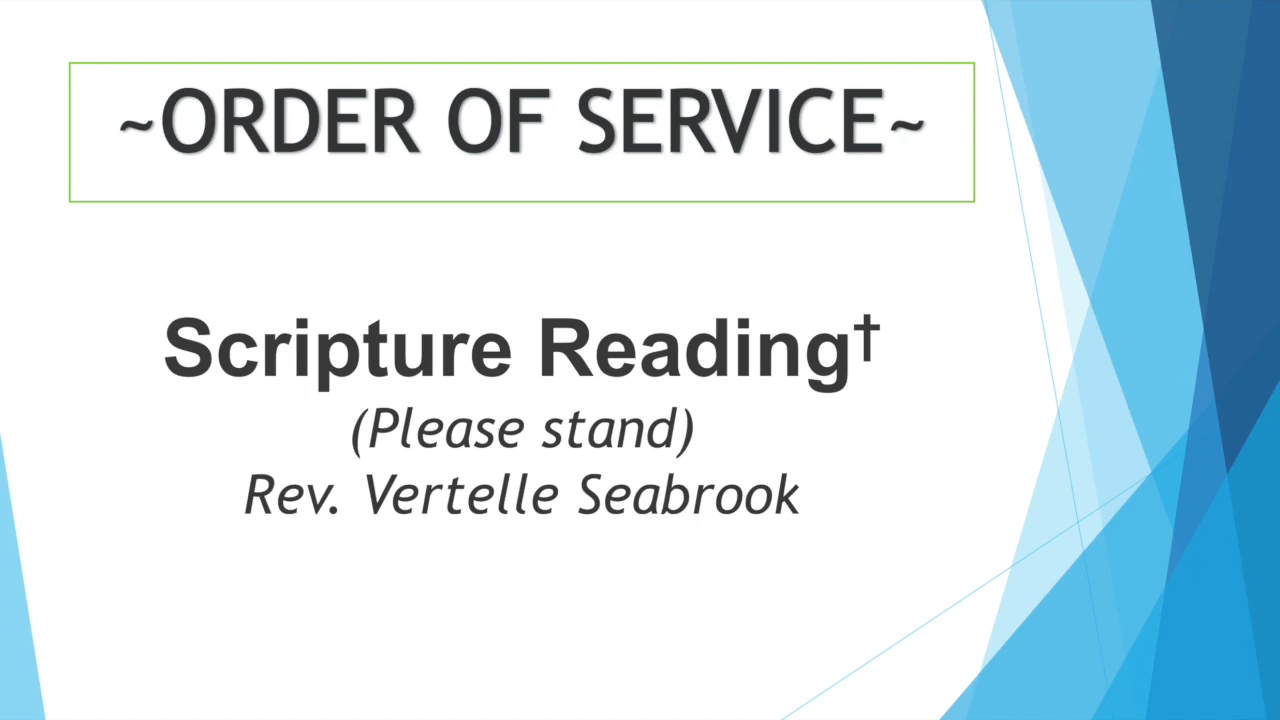 ~ORDER OF SERVICE~
Scripture Reading†
(Please stand)
Rev. Vertelle Seabrook